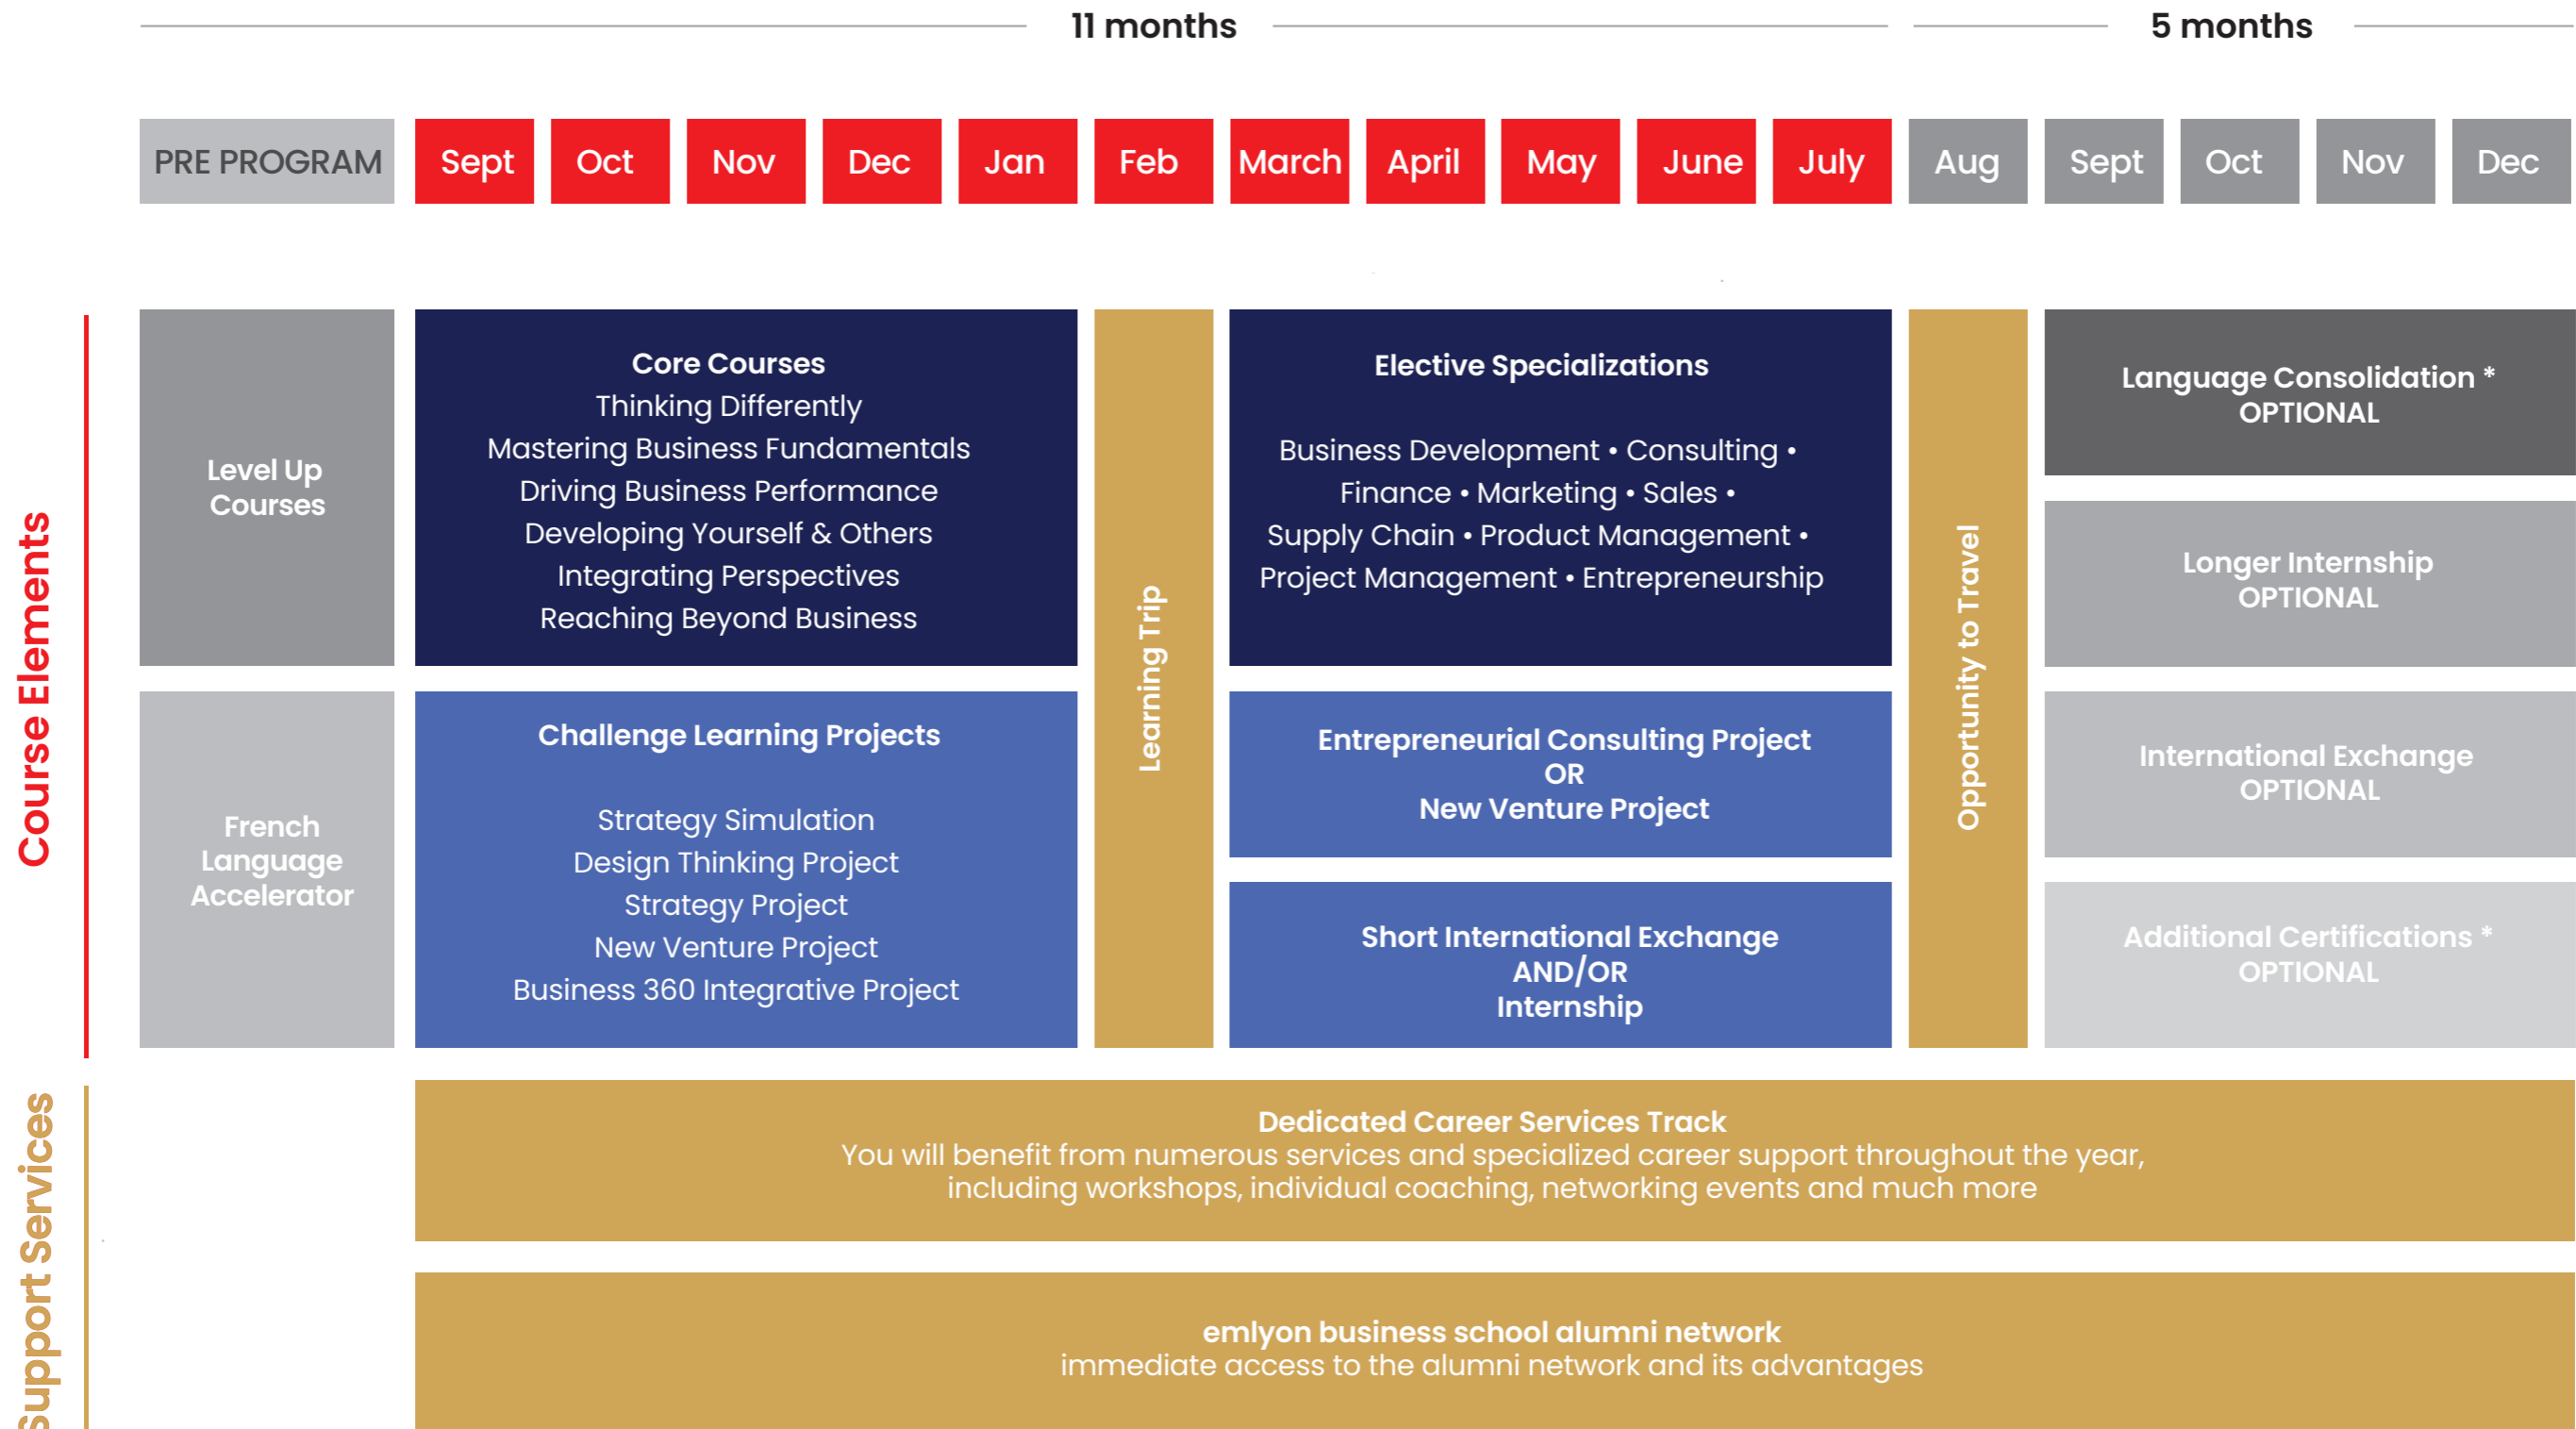 11 months
5 months
PRE PROGRAM
Sept
Oct
Nov
Dec
Jan
Feb
March
April
May
June
July
Aug
Sept
Oct
Nov
Dec
Course Elements
Level Up
Courses
French
Language
Accelerator
Core Courses
Thinking Differently
Mastering Business Fundamentals
Driving Business Performance
Developing Yourself & Others
Integrating Perspectives
Reaching Beyond Business
Challenge Learning Projects
Strategy Simulation
Design Thinking Project
Strategy Project
New Venture Project
Business 360 Integrative Project
Learning Trip
Elective Specializations
Business Development • Consulting •
Finance • Marketing • Sales •
Supply Chain • Product Management •
Project Management • Entrepreneurship
Entrepreneurial Consulting Project
OR
New Venture Project
Short International Exchange
AND/OR
Internship
Opportunity to Travel
Language Consolidation *
OPTIONAL
Longer Internship
OPTIONAL
International Exchange
OPTIONAL
Additional Certifications *
OPTIONAL
Support Services
Dedicated Career Services Track
You will benefit from numerous services and specialized career support throughout the year,
including workshops, individual coaching, networking events and much more
emlyon business school alumni network
immediate access to the alumni network and its advantages